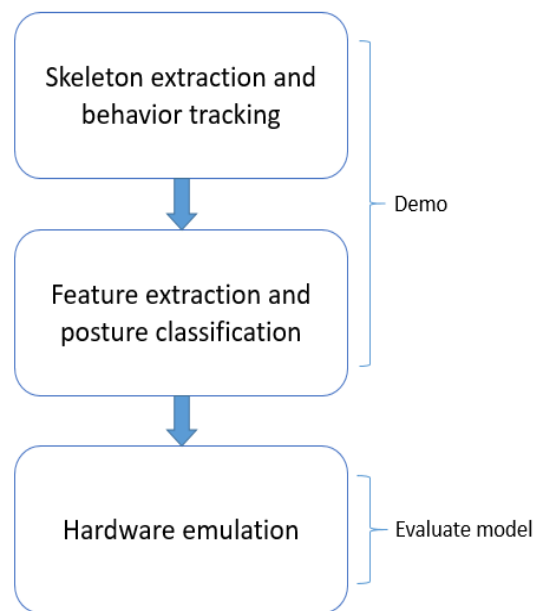 Skeleton extraction and
behavior tracking
Demo
Feature extraction and
posture classification
Hardware emulation
Evaluate model